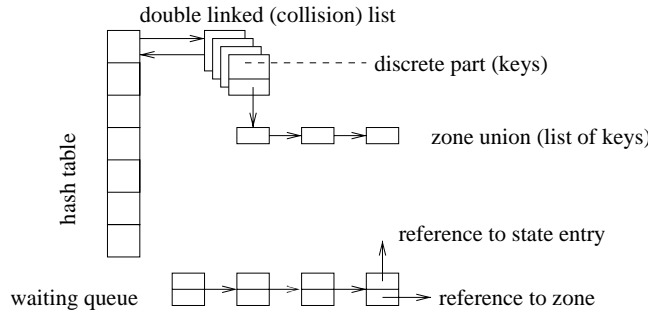 double linked (collision) list
discrete part (keys)
zone union (list of keys)
hash table
reference to state entry
waiting queue
reference to zone